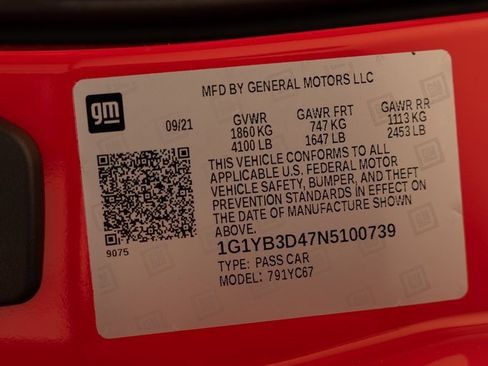 MFD BY GENERAL MOTORS LLC
gm
09/21
GVWR
1860 KG
4100 LB
GAWR FRT
747 KG
1647 LB
GAWR RR
1113 KG
2453 LB
THIS VEHICLE CONFORMS TO ALL
APPLICABLE U.S. FEDERAL MOTOR
VEHICLE SAFETY, BUMPER, AND THEFT
PREVENTION STANDARDS IN EFFECT ON
THE DATE OF MANUFACTURE SHOWN
ABOVE.
9075
1G1YB3D47N5100739
TYPE: PASS CAR
MODEL: 791YC67